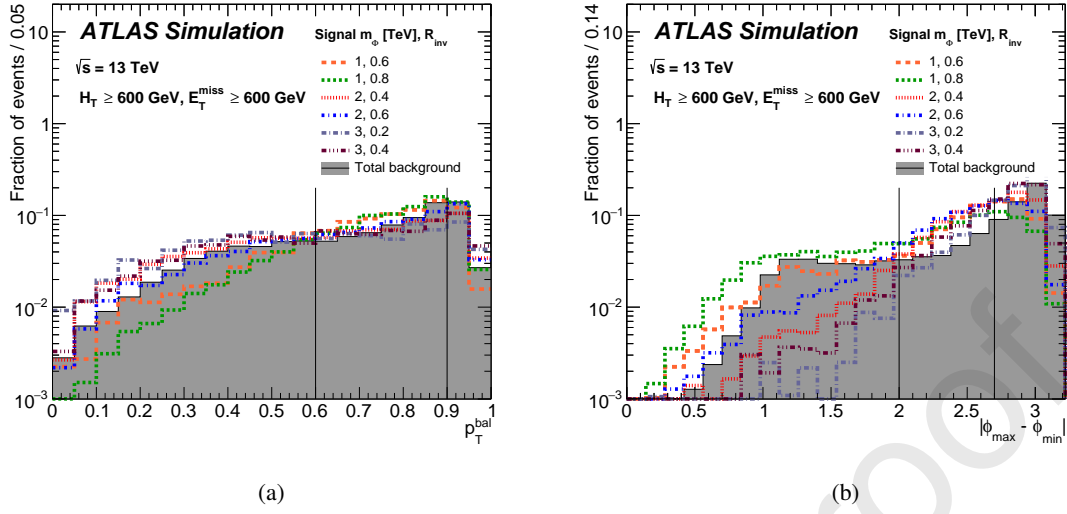 Fraction of events / 0.05
10
1
10⁻¹
10⁻²
10⁻³
ATLAS Simulation
√s = 13 TeV
H_T ≥ 600 GeV, E_T^miss ≥ 600 GeV
Signal m_Φ [TeV], R_inv
1, 0.6
1, 0.8
2, 0.4
2, 0.6
3, 0.2
3, 0.4
Total background
0 0.1 0.2 0.3 0.4 0.5 0.6 0.7 0.8 0.9 1
p_T^bal
(a)
Fraction of events / 0.14
10
1
10⁻¹
10⁻²
10⁻³
ATLAS Simulation
√s = 13 TeV
H_T ≥ 600 GeV, E_T^miss ≥ 600 GeV
Signal m_Φ [TeV], R_inv
1, 0.6
1, 0.8
2, 0.4
2, 0.6
3, 0.2
3, 0.4
Total background
0 0.5 1 1.5 2 2.5 3
|ϕ_max - ϕ_min|
(b)
roof